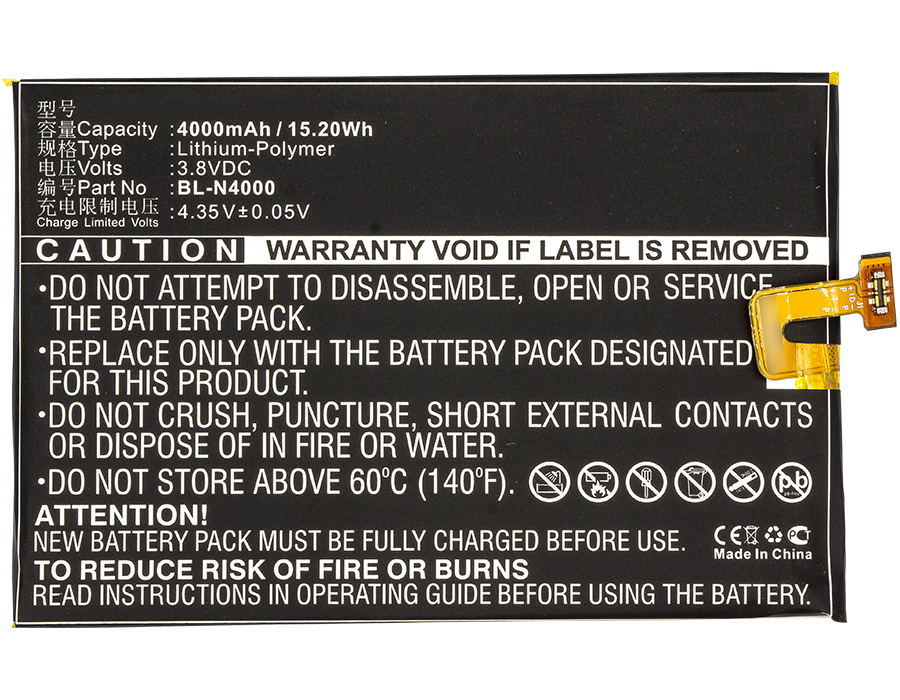 型号
容量Capacity :4000mAh / 15.20Wh
规格Type :Lithium-Polymer
电压Volts :3.8VDC
编号Part No :BL-N4000
充电限制电压 :4.35V±0.05V
Charge Limited Volts
CAUTION WARRANTY VOID IF LABEL IS REMOVED
•DO NOT ATTEMPT TO DISASSEMBLE, OPEN OR SERVICE
THE BATTERY PACK.
•REPLACE ONLY WITH THE BATTERY PACK DESIGNATED
FOR THIS PRODUCT.
•DO NOT CRUSH, PUNCTURE, SHORT EXTERNAL CONTACTS
OR DISPOSE OF IN FIRE OR WATER.
•DO NOT STORE ABOVE 60°C (140°F).
Pb
pb-free
ATTENTION!
NEW BATTERY PACK MUST BE FULLY CHARGED BEFORE USE.
CE
Made In China
TO REDUCE RISK OF FIRE OR BURNS
READ INSTRUCTIONS IN OPERATING GUIDE BEFORE USING THE BATTERY.